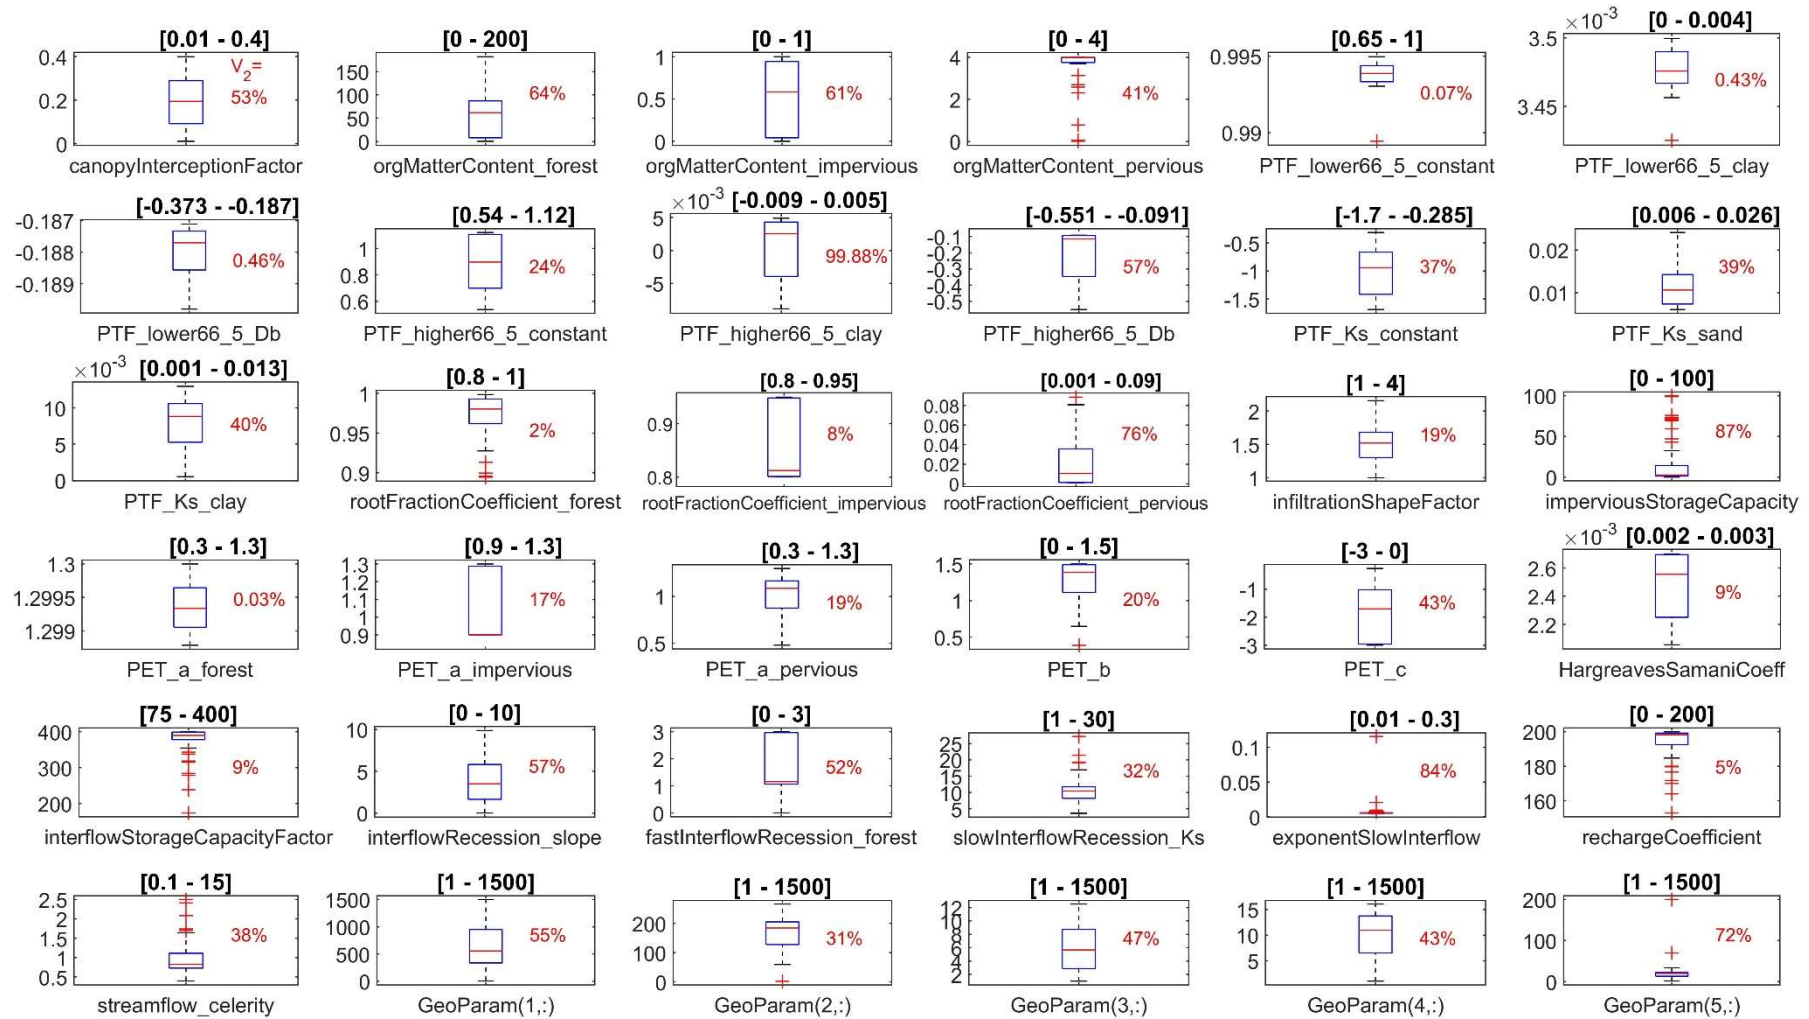 [0.01 - 0.4]
0.4
0.2
0
V2=
53%
canopyInterceptionFactor
[0 - 200]
150
100
50
0
64%
orgMatterContent_forest
[0 - 1]
1
0.5
0
61%
orgMatterContent_impervious
[0 - 4]
4
2
0
41%
orgMatterContent_pervious
[0.65 - 1]
0.995
0.99
0.07%
PTF_lower66_5_constant
×10-3
[0 - 0.004]
3.5
3.45
0.43%
PTF_lower66_5_clay
[-0.373 - -0.187]
-0.187
-0.188
-0.189
0.46%
PTF_lower66_5_Db
[0.54 - 1.12]
1
0.8
0.6
24%
PTF_higher66_5_constant
×10-3
[-0.009 - 0.005]
5
0
-5
99.88%
PTF_higher66_5_clay
[-0.551 - -0.091]
-0.1
-0.2
-0.3
-0.4
-0.5
57%
PTF_higher66_5_Db
[-1.7 - -0.285]
-0.5
-1
-1.5
37%
PTF_Ks_constant
[0.006 - 0.026]
0.02
0.01
39%
PTF_Ks_sand
×10-3
[0.001 - 0.013]
10
5
0
40%
PTF_Ks_clay
[0.8 - 1]
1
0.95
0.9
2%
rootFractionCoefficient_forest
[0.8 - 0.95]
0.9
0.8
8%
rootFractionCoefficient_impervious
[0.001 - 0.09]
0.08
0.06
0.04
0.02
0
76%
rootFractionCoefficient_pervious
[1 - 4]
2
1.5
1
19%
infiltrationShapeFactor
[0 - 100]
100
50
0
87%
imperviousStorageCapacity
[0.3 - 1.3]
1.3
1.2995
1.299
0.03%
PET_a_forest
[0.9 - 1.3]
1.3
1.2
1.1
1
0.9
17%
PET_a_impervious
[0.3 - 1.3]
1
0.5
19%
PET_a_pervious
[0 - 1.5]
1.5
1
0.5
20%
PET_b
[-3 - 0]
-1
-2
-3
43%
PET_c
×10-3
[0.002 - 0.003]
2.6
2.4
2.2
9%
HargreavesSamaniCoeff
[75 - 400]
400
300
200
9%
interflowStorageCapacityFactor
[0 - 10]
10
5
0
57%
interflowRecession_slope
[0 - 3]
3
2
1
0
52%
fastInterflowRecession_forest
[1 - 30]
25
20
15
10
5
32%
slowInterflowRecession_Ks
[0.01 - 0.3]
0.1
0.05
0
84%
exponentSlowInterflow
[0 - 200]
200
180
160
5%
rechargeCoefficient
[0.1 - 15]
2.5
2
1.5
1
0.5
38%
streamflow_celerity
[1 - 1500]
1500
1000
500
0
55%
GeoParam(1,:)
[1 - 1500]
200
100
0
31%
GeoParam(2,:)
[1 - 1500]
12
10
8
6
4
2
47%
GeoParam(3,:)
[1 - 1500]
15
10
5
43%
GeoParam(4,:)
[1 - 1500]
200
100
0
72%
GeoParam(5,:)